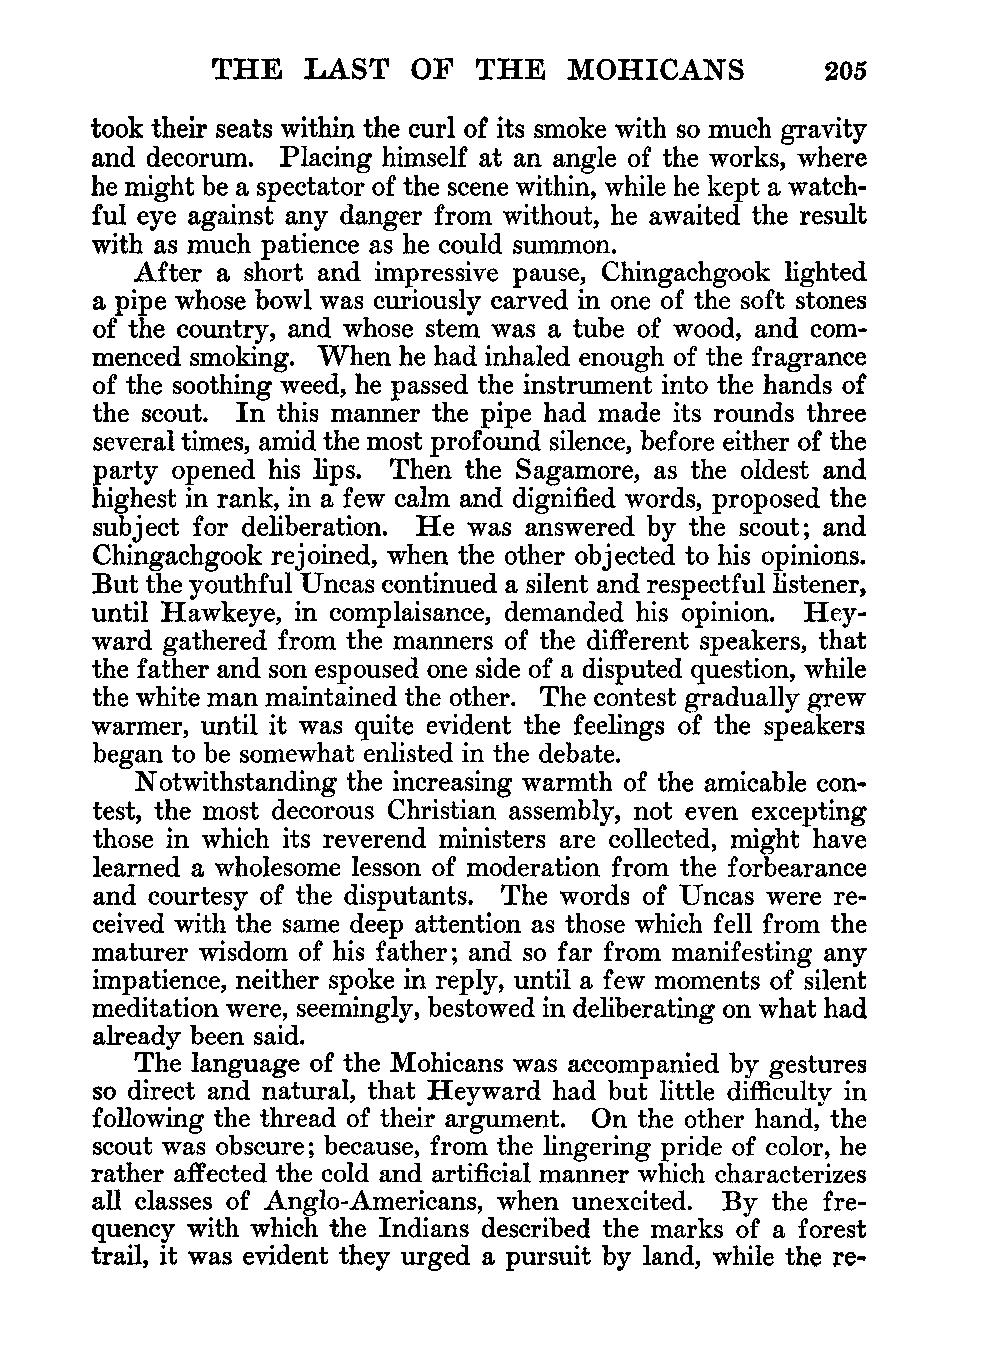 THE LAST OF THE MOHICANS 205
took their seats within the curl of its smoke with so much gravity
and decorum. Placing himself at an angle of the works, where
he might be a spectator of the scene within, while he kept a watch-
ful eye against any danger from without, he awaited the result
with as much patience as he could summon.
After a short and impressive pause, Chingachgook lighted
a pipe whose bowl was curiously carved in one of the soft stones
of the country, and whose stem was a tube of wood, and com-
menced smoking. When he had inhaled enough of the fragrance
of the soothing weed, he passed the instrument into the hands of
the scout. In this manner the pipe had made its rounds three
several times, amid the most profound silence, before either of the
party opened his lips. Then the Sagamore, as the oldest and
highest in rank, in a few calm and dignified words, proposed the
subject for deliberation. He was answered by the scout; and
Chingachgook rejoined, when the other objected to his opinions.
But the youthful Uncas continued a silent and respectful listener,
until Hawkeye, in complaisance, demanded his opinion. Hey-
ward gathered from the manners of the different speakers, that
the father and son espoused one side of a disputed question, while
the white man maintained the other. The contest gradually grew
warmer, until it was quite evident the feelings of the speakers
began to be somewhat enlisted in the debate.
Notwithstanding the increasing warmth of the amicable con-
test, the most decorous Christian assembly, not even excepting
those in which its reverend ministers are collected, might have
learned a wholesome lesson of moderation from the forbearance
and courtesy of the disputants. The words of Uncas were re-
ceived with the same deep attention as those which fell from the
maturer wisdom of his father; and so far from manifesting any
impatience, neither spoke in reply, until a few moments of silent
meditation were, seemingly, bestowed in deliberating on what had
already been said.
The language of the Mohicans was accompanied by gestures
so direct and natural, that Heyward had but little difficulty in
following the thread of their argument. On the other hand, the
scout was obscure; because, from the lingering pride of color, he
rather affected the cold and artificial manner which characterizes
all classes of Anglo-Americans, when unexcited. By the fre-
quency with which the Indians described the marks of a forest
trail, it was evident they urged a pursuit by land, while the re-